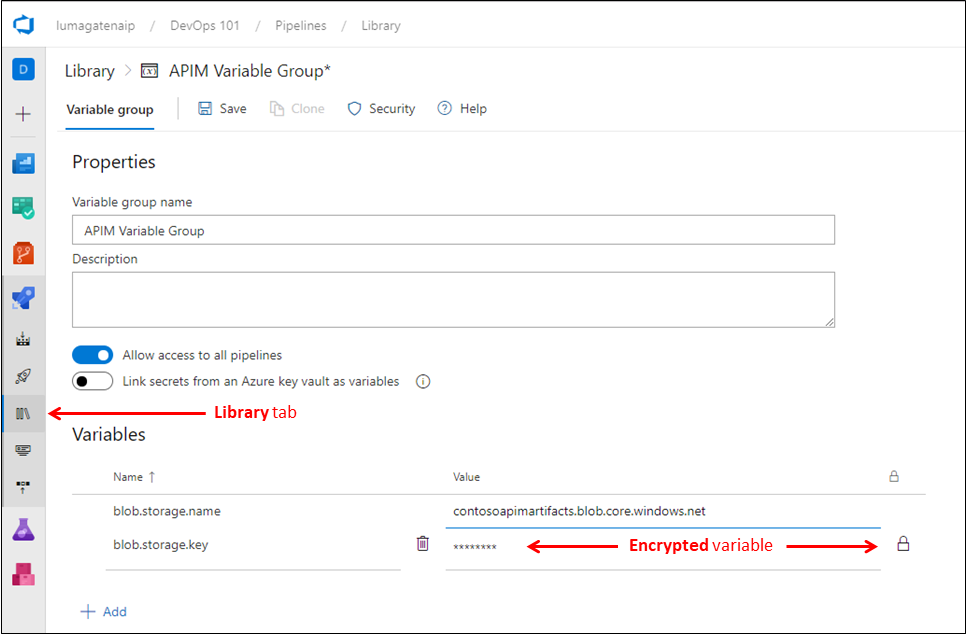 lumagatenaip / DevOps 101 / Pipelines / Library
D
Library > (x) APIM Variable Group*
Variable group Save Clone Security ? Help
Properties
Variable group name
APIM Variable Group
Description
Allow access to all pipelines
Link secrets from an Azure key vault as variables i
Library tab
Variables
Name ↑ Value
blob.storage.name contosoapimartifacts.blob.core.windows.net
blob.storage.key ******** Encrypted variable
+ Add